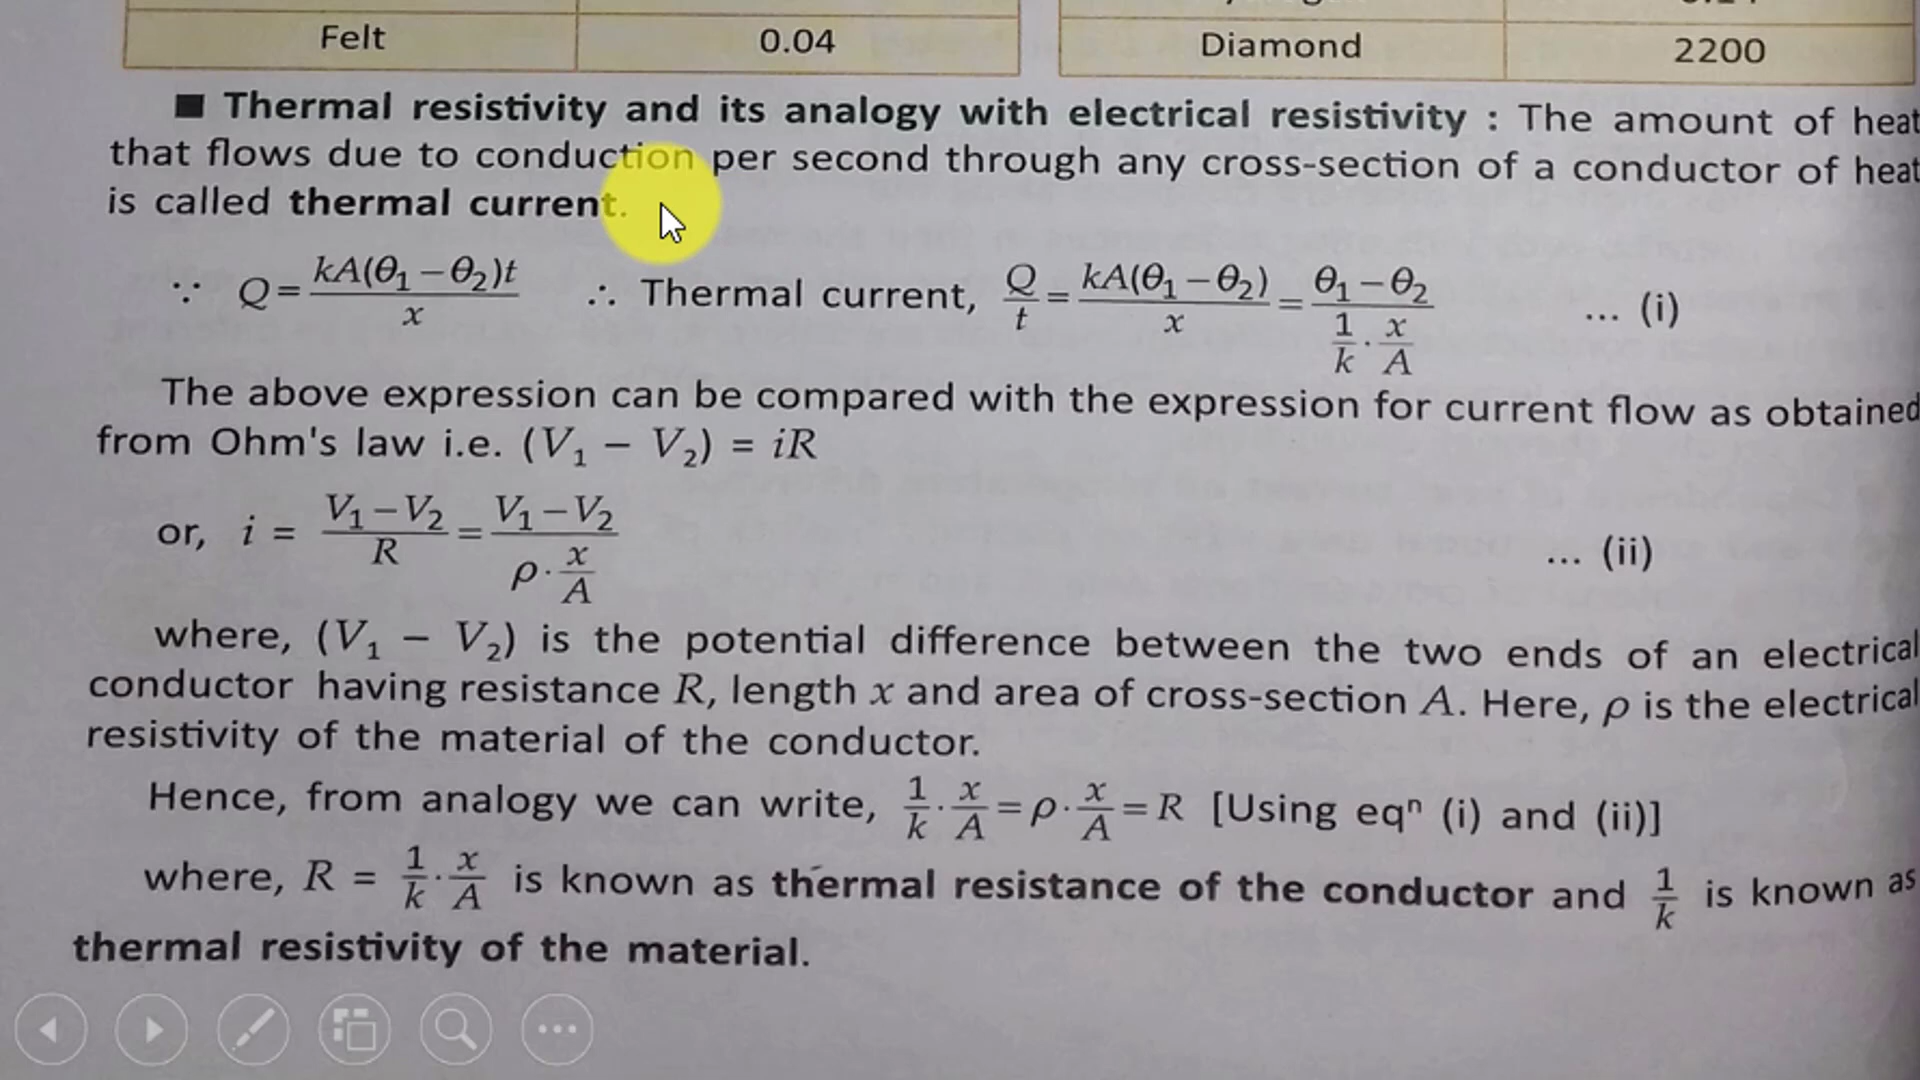 Felt 0.04 Diamond 2200
■ Thermal resistivity and its analogy with electrical resistivity : The amount of heat
that flows due to conduction per second through any cross-section of a conductor of heat
is called thermal current.
∵ Q = kA(θ₁ − θ₂)t / x ∴ Thermal current, Q/t = kA(θ₁ − θ₂) / x = (θ₁ − θ₂) / (1/k · x/A) ... (i)
The above expression can be compared with the expression for current flow as obtained
from Ohm's law i.e. (V₁ − V₂) = iR
or, i = (V₁ − V₂) / R = (V₁ − V₂) / (ρ · x/A) ... (ii)
where, (V₁ − V₂) is the potential difference between the two ends of an electrical
conductor having resistance R, length x and area of cross-section A. Here, ρ is the electrical
resistivity of the material of the conductor.
Hence, from analogy we can write, 1/k · x/A = ρ · x/A = R [Using eqⁿ (i) and (ii)]
where, R = 1/k · x/A is known as thermal resistance of the conductor and 1/k is known as
thermal resistivity of the material.